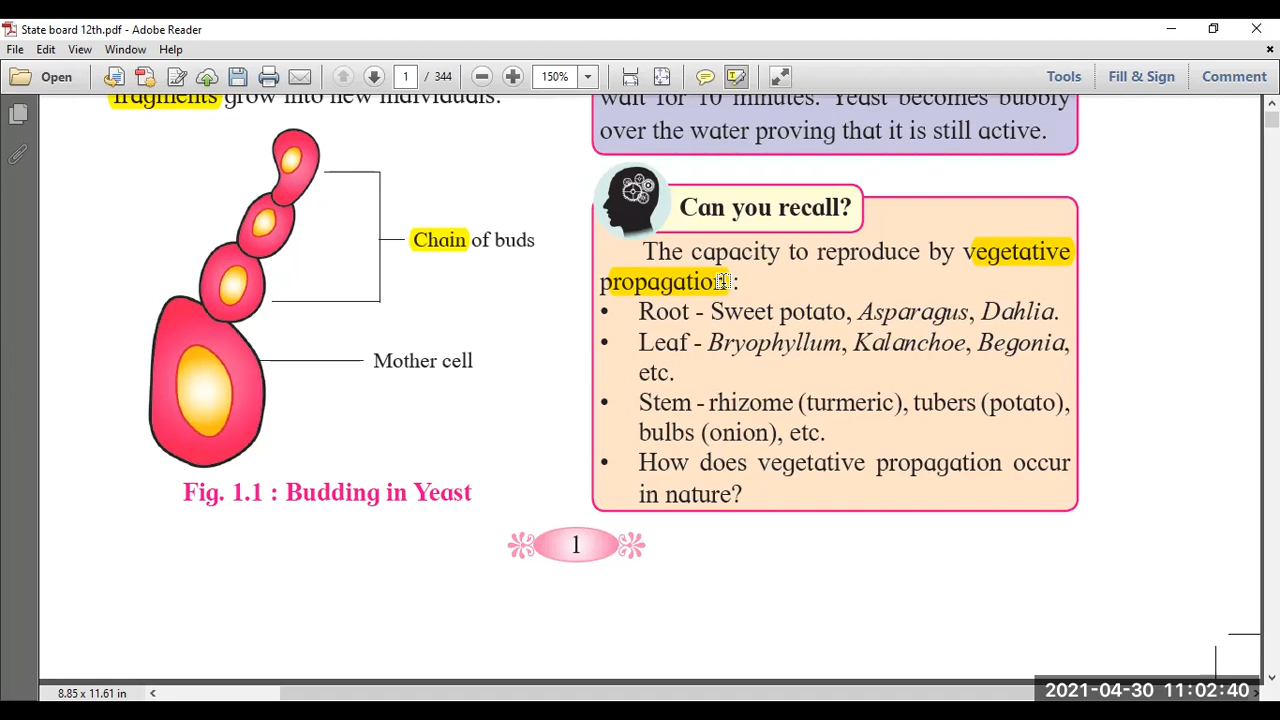 State board 12th.pdf - Adobe Reader
File Edit View Window Help
Open 1 / 344 150% Tools Fill & Sign Comment
fragments grow into new individuals.
Chain of buds
Mother cell
Fig. 1.1 : Budding in Yeast
wait for 10 minutes. Yeast becomes bubbly
over the water proving that it is still active.
Can you recall?
The capacity to reproduce by vegetative
propagation :
• Root - Sweet potato, Asparagus, Dahlia.
• Leaf - Bryophyllum, Kalanchoe, Begonia,
etc.
• Stem - rhizome (turmeric), tubers (potato),
bulbs (onion), etc.
• How does vegetative propagation occur
in nature?
1
8.85 x 11.61 in
2021-04-30 11:02:40